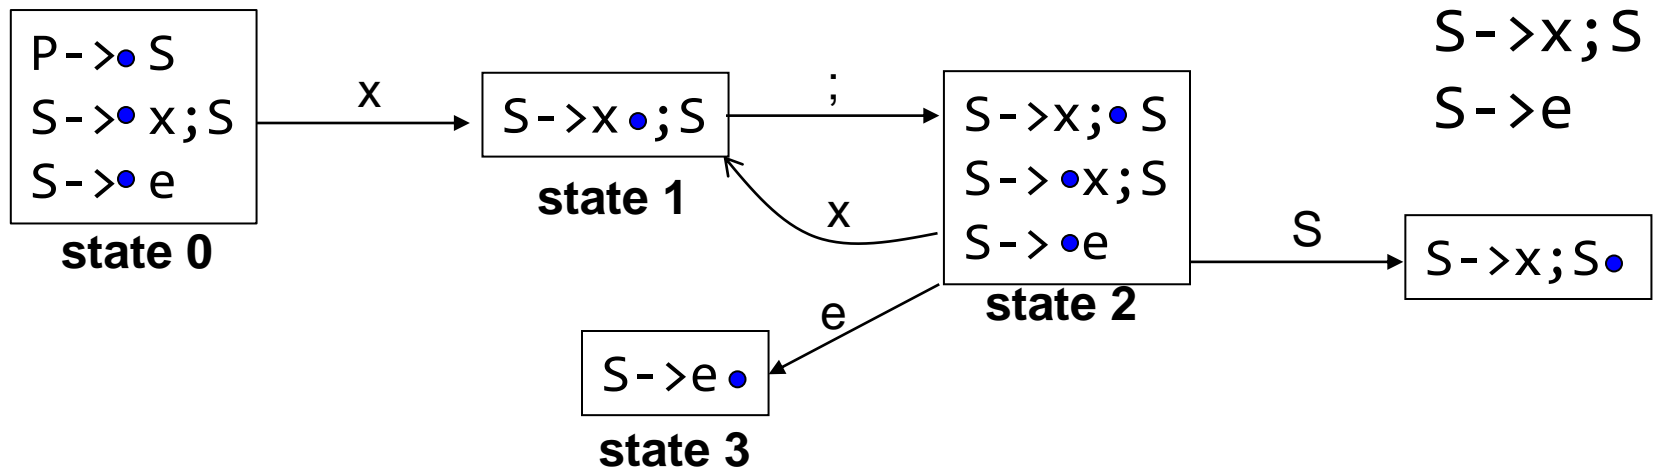 P->• S
S->• x;S
S->• e
state 0
x
S->x •;S
state 1
;
S->x;• S
S-> •x;S
S-> •e
state 2
x
e
S->e •
state 3
S
S->x;S•
S->x;S
S->e